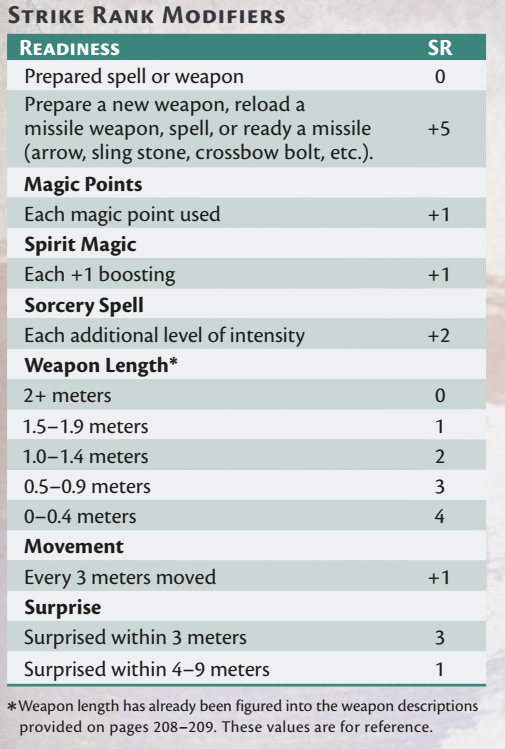 Strike Rank Modifiers
Readiness SR
Prepared spell or weapon 0
Prepare a new weapon, reload a
missile weapon, spell, or ready a missile +5
(arrow, sling stone, crossbow bolt, etc.).
Magic Points
Each magic point used +1
Spirit Magic
Each +1 boosting +1
Sorcery Spell
Each additional level of intensity +2
Weapon Length*
2+ meters 0
1.5–1.9 meters 1
1.0–1.4 meters 2
0.5–0.9 meters 3
0–0.4 meters 4
Movement
Every 3 meters moved +1
Surprise
Surprised within 3 meters 3
Surprised within 4–9 meters 1
*Weapon length has already been figured into the weapon descriptions
provided on pages 208–209. These values are for reference.